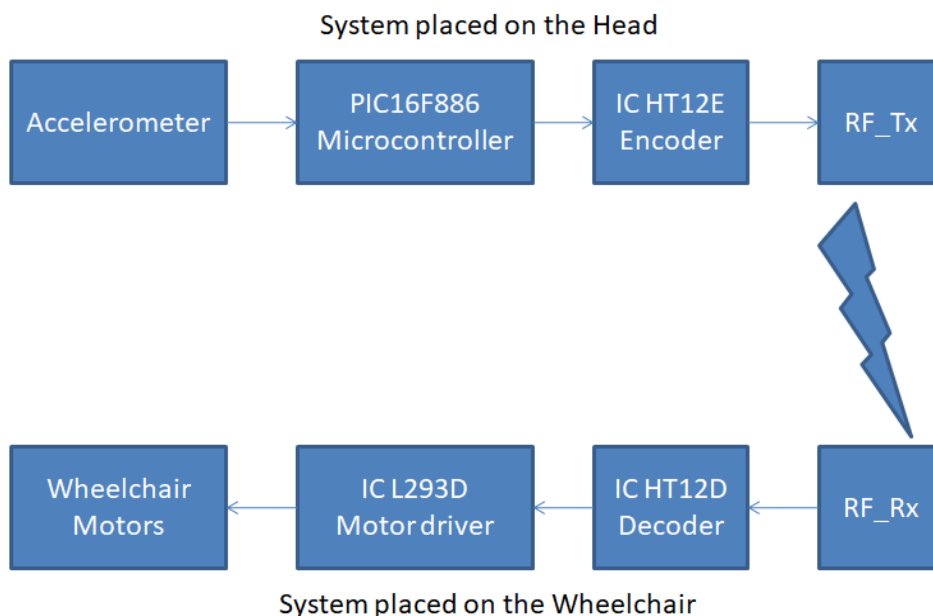 System placed on the Head
Accelerometer
PIC16F886
Microcontroller
IC HT12E
Encoder
RF_Tx
Wheelchair
Motors
IC L293D
Motor driver
IC HT12D
Decoder
RF_Rx
System placed on the Wheelchair